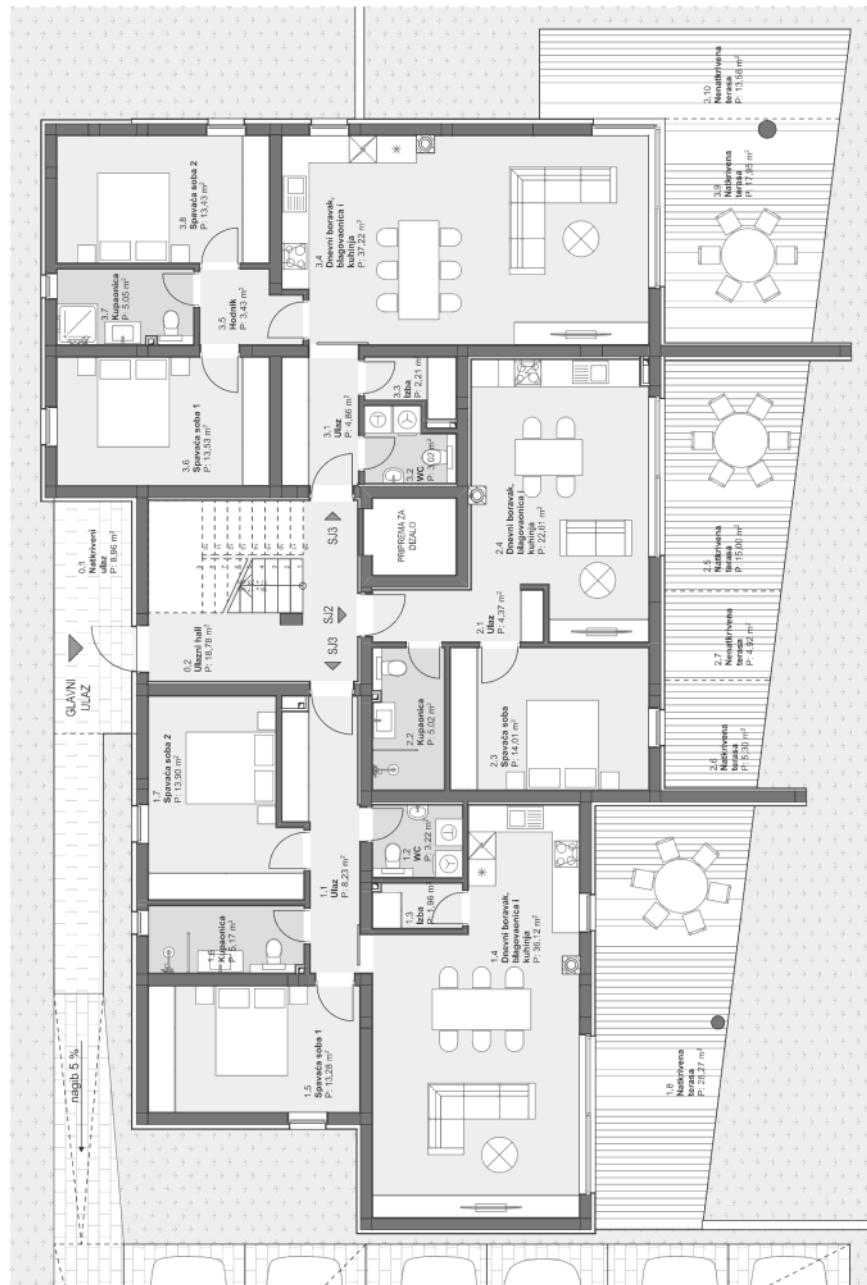 3.10
Nenatkrivena
terasa
P: 13,58 m²
3.9
Natkrivena
terasa
P: 17,95 m²
3.8
Spavaća soba 2
P: 13,43 m²
3.4
Dnevni boravak,
blagovaonica i
kuhinja
P: 37,22 m²
3.7
Kupaonica
P: 5,05 m²
3.5
Hodnik
P: 3,43 m²
3.6
Spavaća soba 1
P: 13,53 m²
3.1
Ulaz
P: 4,86 m²
3.3
Izba
P: 2,21 m²
3.2
WC
P: 3,02 m²
0.1
Natkriveni
ulaz
P: 8,96 m²
GLAVNI
ULAZ
0.2
Ulazni hall
P: 18,78 m²
SJ3
SJ2
SJ3
PRIPREMA ZA
DIZALO
2.4
Dnevni boravak,
blagovaonica i
kuhinja
P: 22,61 m²
2.5
Natkrivena
terasa
P: 15,00 m²
2.1
Ulaz
P: 4,37 m²
2.7
Nenatkrivena
terasa
P: 4,92 m²
2.2
Kupaonica
P: 5,02 m²
2.3
Spavaća soba
P: 14,01 m²
2.6
Natkrivena
terasa
P: 5,30 m²
1.7
Spavaća soba 2
P: 13,90 m²
1.1
Ulaz
P: 8,23 m²
1.2
WC
P: 3,22 m²
1.3
Izba
P: 1,96 m²
1.6
Kupaonica
P: 5,17 m²
1.4
Dnevni boravak,
blagovaonica i
kuhinja
P: 36,12 m²
1.5
Spavaća soba 1
P: 13,28 m²
1.8
Natkrivena
terasa
P: 28,27 m²
nagib 5 %